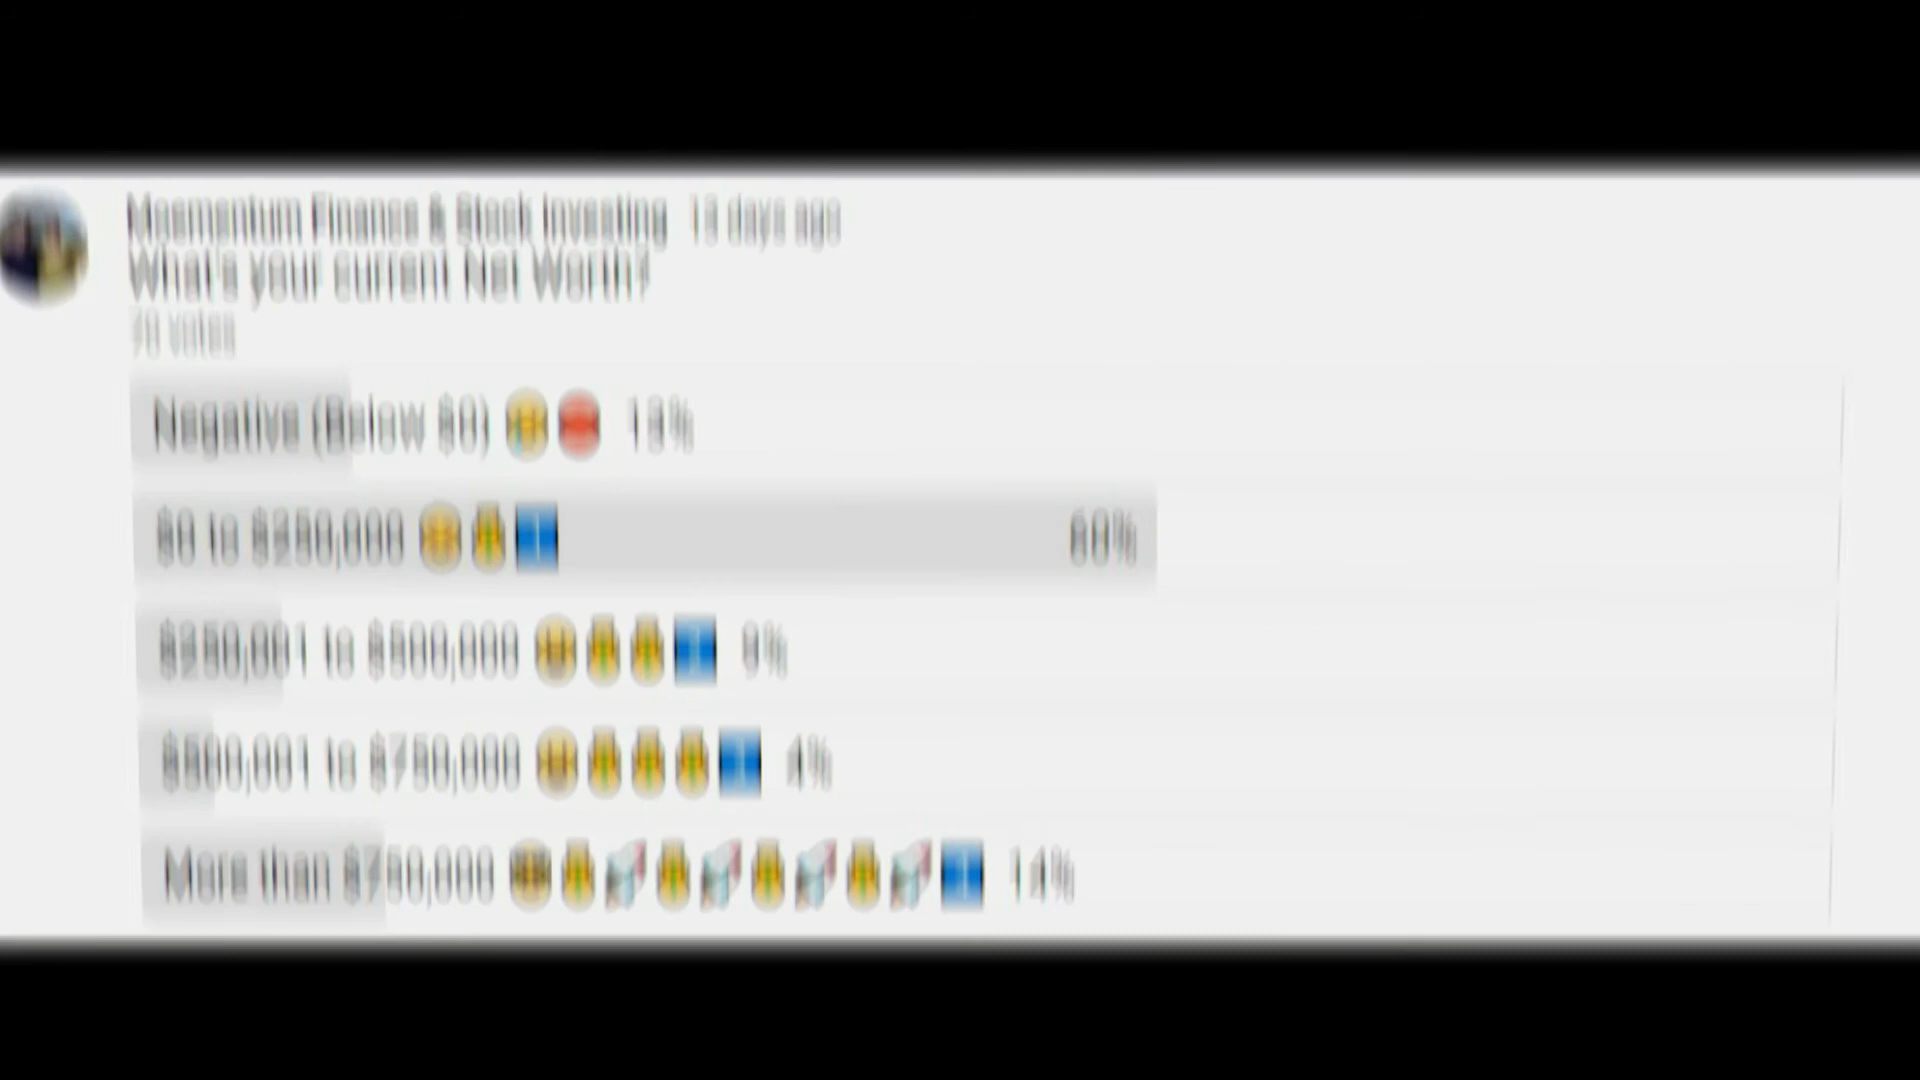 Momentum Finance & Stock Investing 13 days ago
What's your current Net Worth?
votes
Negative (Below $0) 13%
$0 to $250,000 60%
$250,001 to $500,000 9%
$500,001 to $750,000 4%
More than $750,000 14%